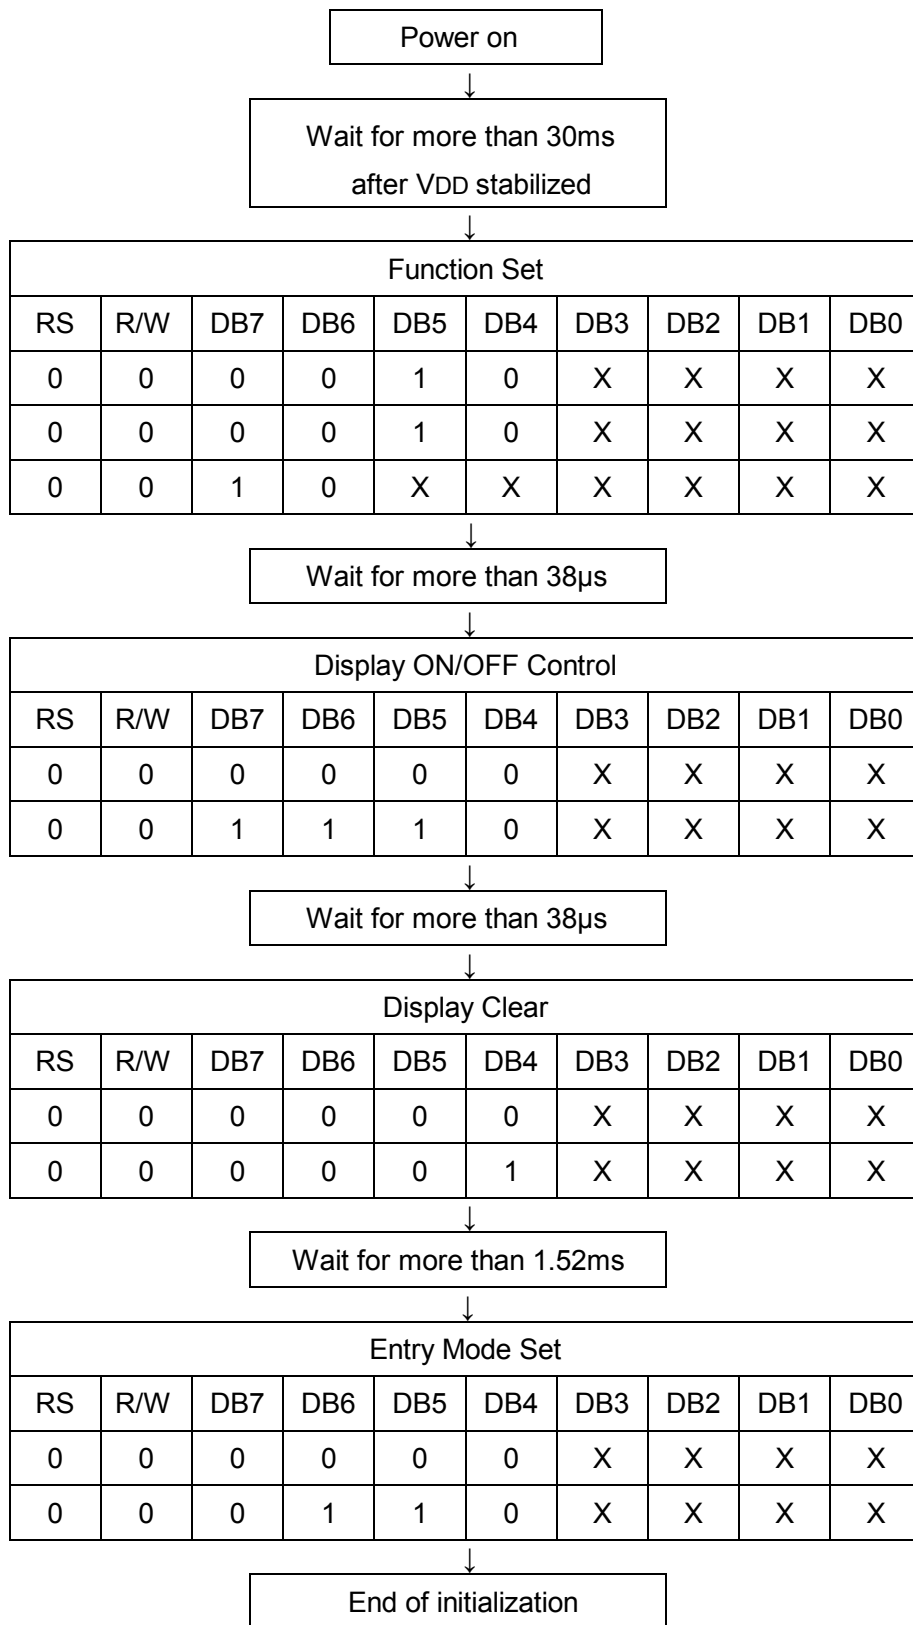 Power on
↓
Wait for more than 30ms
after VDD stabilized
↓
Function Set
RS R/W DB7 DB6 DB5 DB4 DB3 DB2 DB1 DB0
0 0 0 0 1 0 X X X X
0 0 0 0 1 0 X X X X
0 0 1 0 X X X X X X
↓
Wait for more than 38µs
↓
Display ON/OFF Control
RS R/W DB7 DB6 DB5 DB4 DB3 DB2 DB1 DB0
0 0 0 0 0 0 X X X X
0 0 1 1 1 0 X X X X
↓
Wait for more than 38µs
↓
Display Clear
RS R/W DB7 DB6 DB5 DB4 DB3 DB2 DB1 DB0
0 0 0 0 0 0 X X X X
0 0 0 0 0 1 X X X X
↓
Wait for more than 1.52ms
↓
Entry Mode Set
RS R/W DB7 DB6 DB5 DB4 DB3 DB2 DB1 DB0
0 0 0 0 0 0 X X X X
0 0 0 1 1 0 X X X X
↓
End of initialization